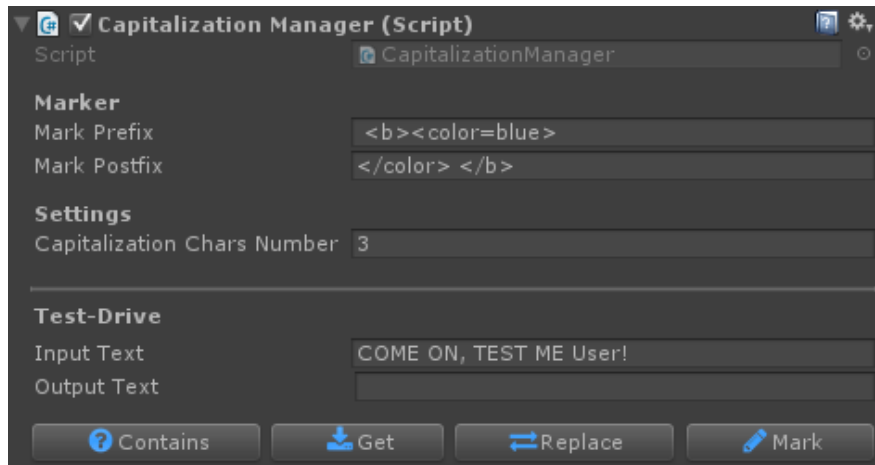 Capitalization Manager (Script)
Script CapitalizationManager
Marker
Mark Prefix <b><color=blue>
Mark Postfix </color> </b>
Settings
Capitalization Chars Number 3
Test-Drive
Input Text COME ON, TEST ME User!
Output Text
Contains Get Replace Mark